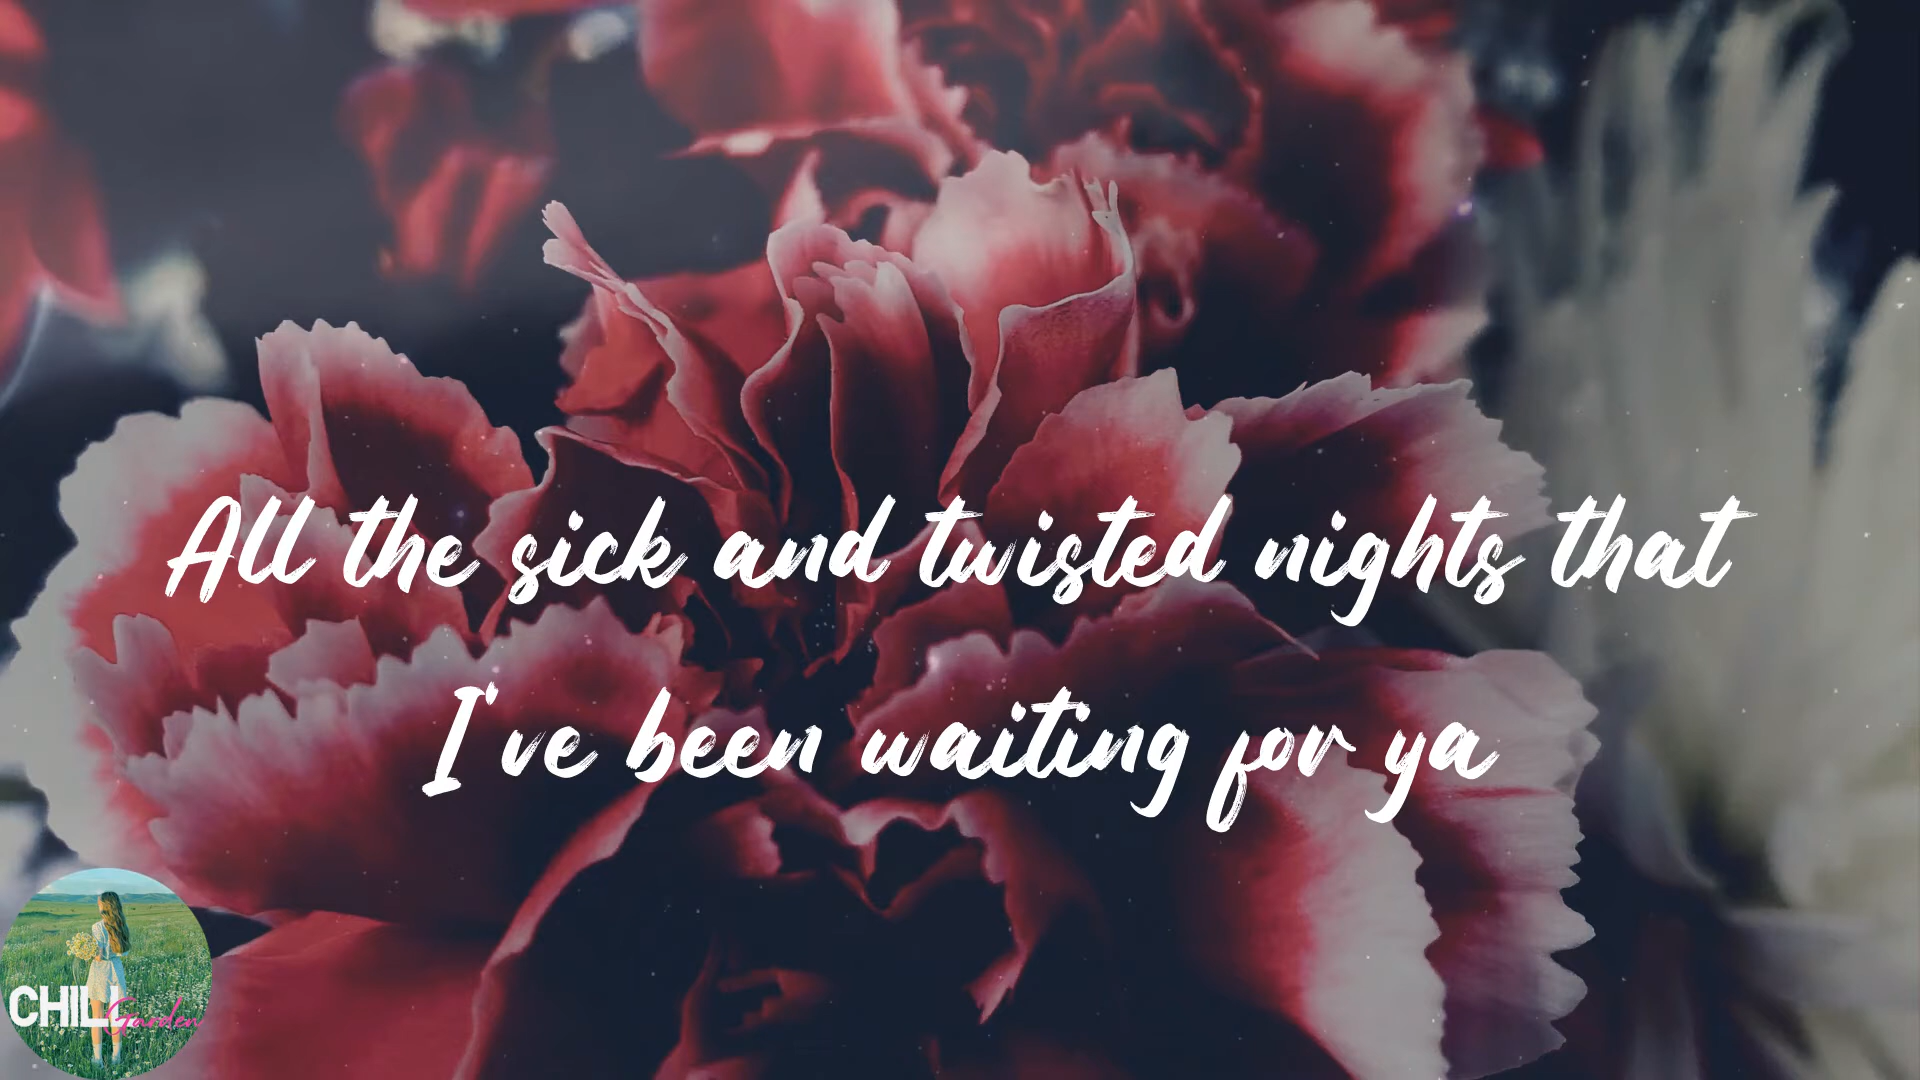 All the sick and twisted nights that
I've been waiting for ya
CHILL Garden